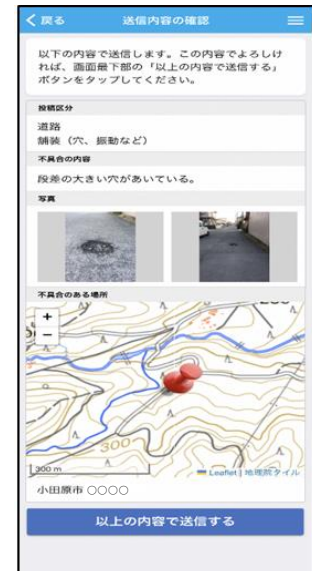 戻る 送信内容の確認
以下の内容で送信します。この内容でよろしけ
れば、画面最下部の「以上の内容で送信する」
ボタンをタップしてください。
投稿区分
道路
舗装（穴、振動など）
不具合の内容
段差の大きい穴があいている。
写真
不具合のある場所
+
−
300
300 m
Leaflet | 地理院タイル
小田原市 ○○○○
以上の内容で送信する